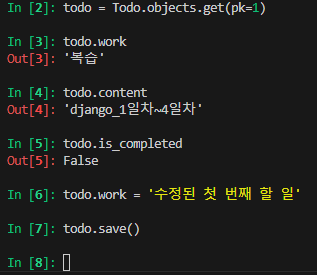 In [2]: todo = Todo.objects.get(pk=1)
In [3]: todo.work
Out[3]: '복습'
In [4]: todo.content
Out[4]: 'django_1일차~4일차'
In [5]: todo.is_completed
Out[5]: False
In [6]: todo.work = '수정된 첫 번째 할 일'
In [7]: todo.save()
In [8]: